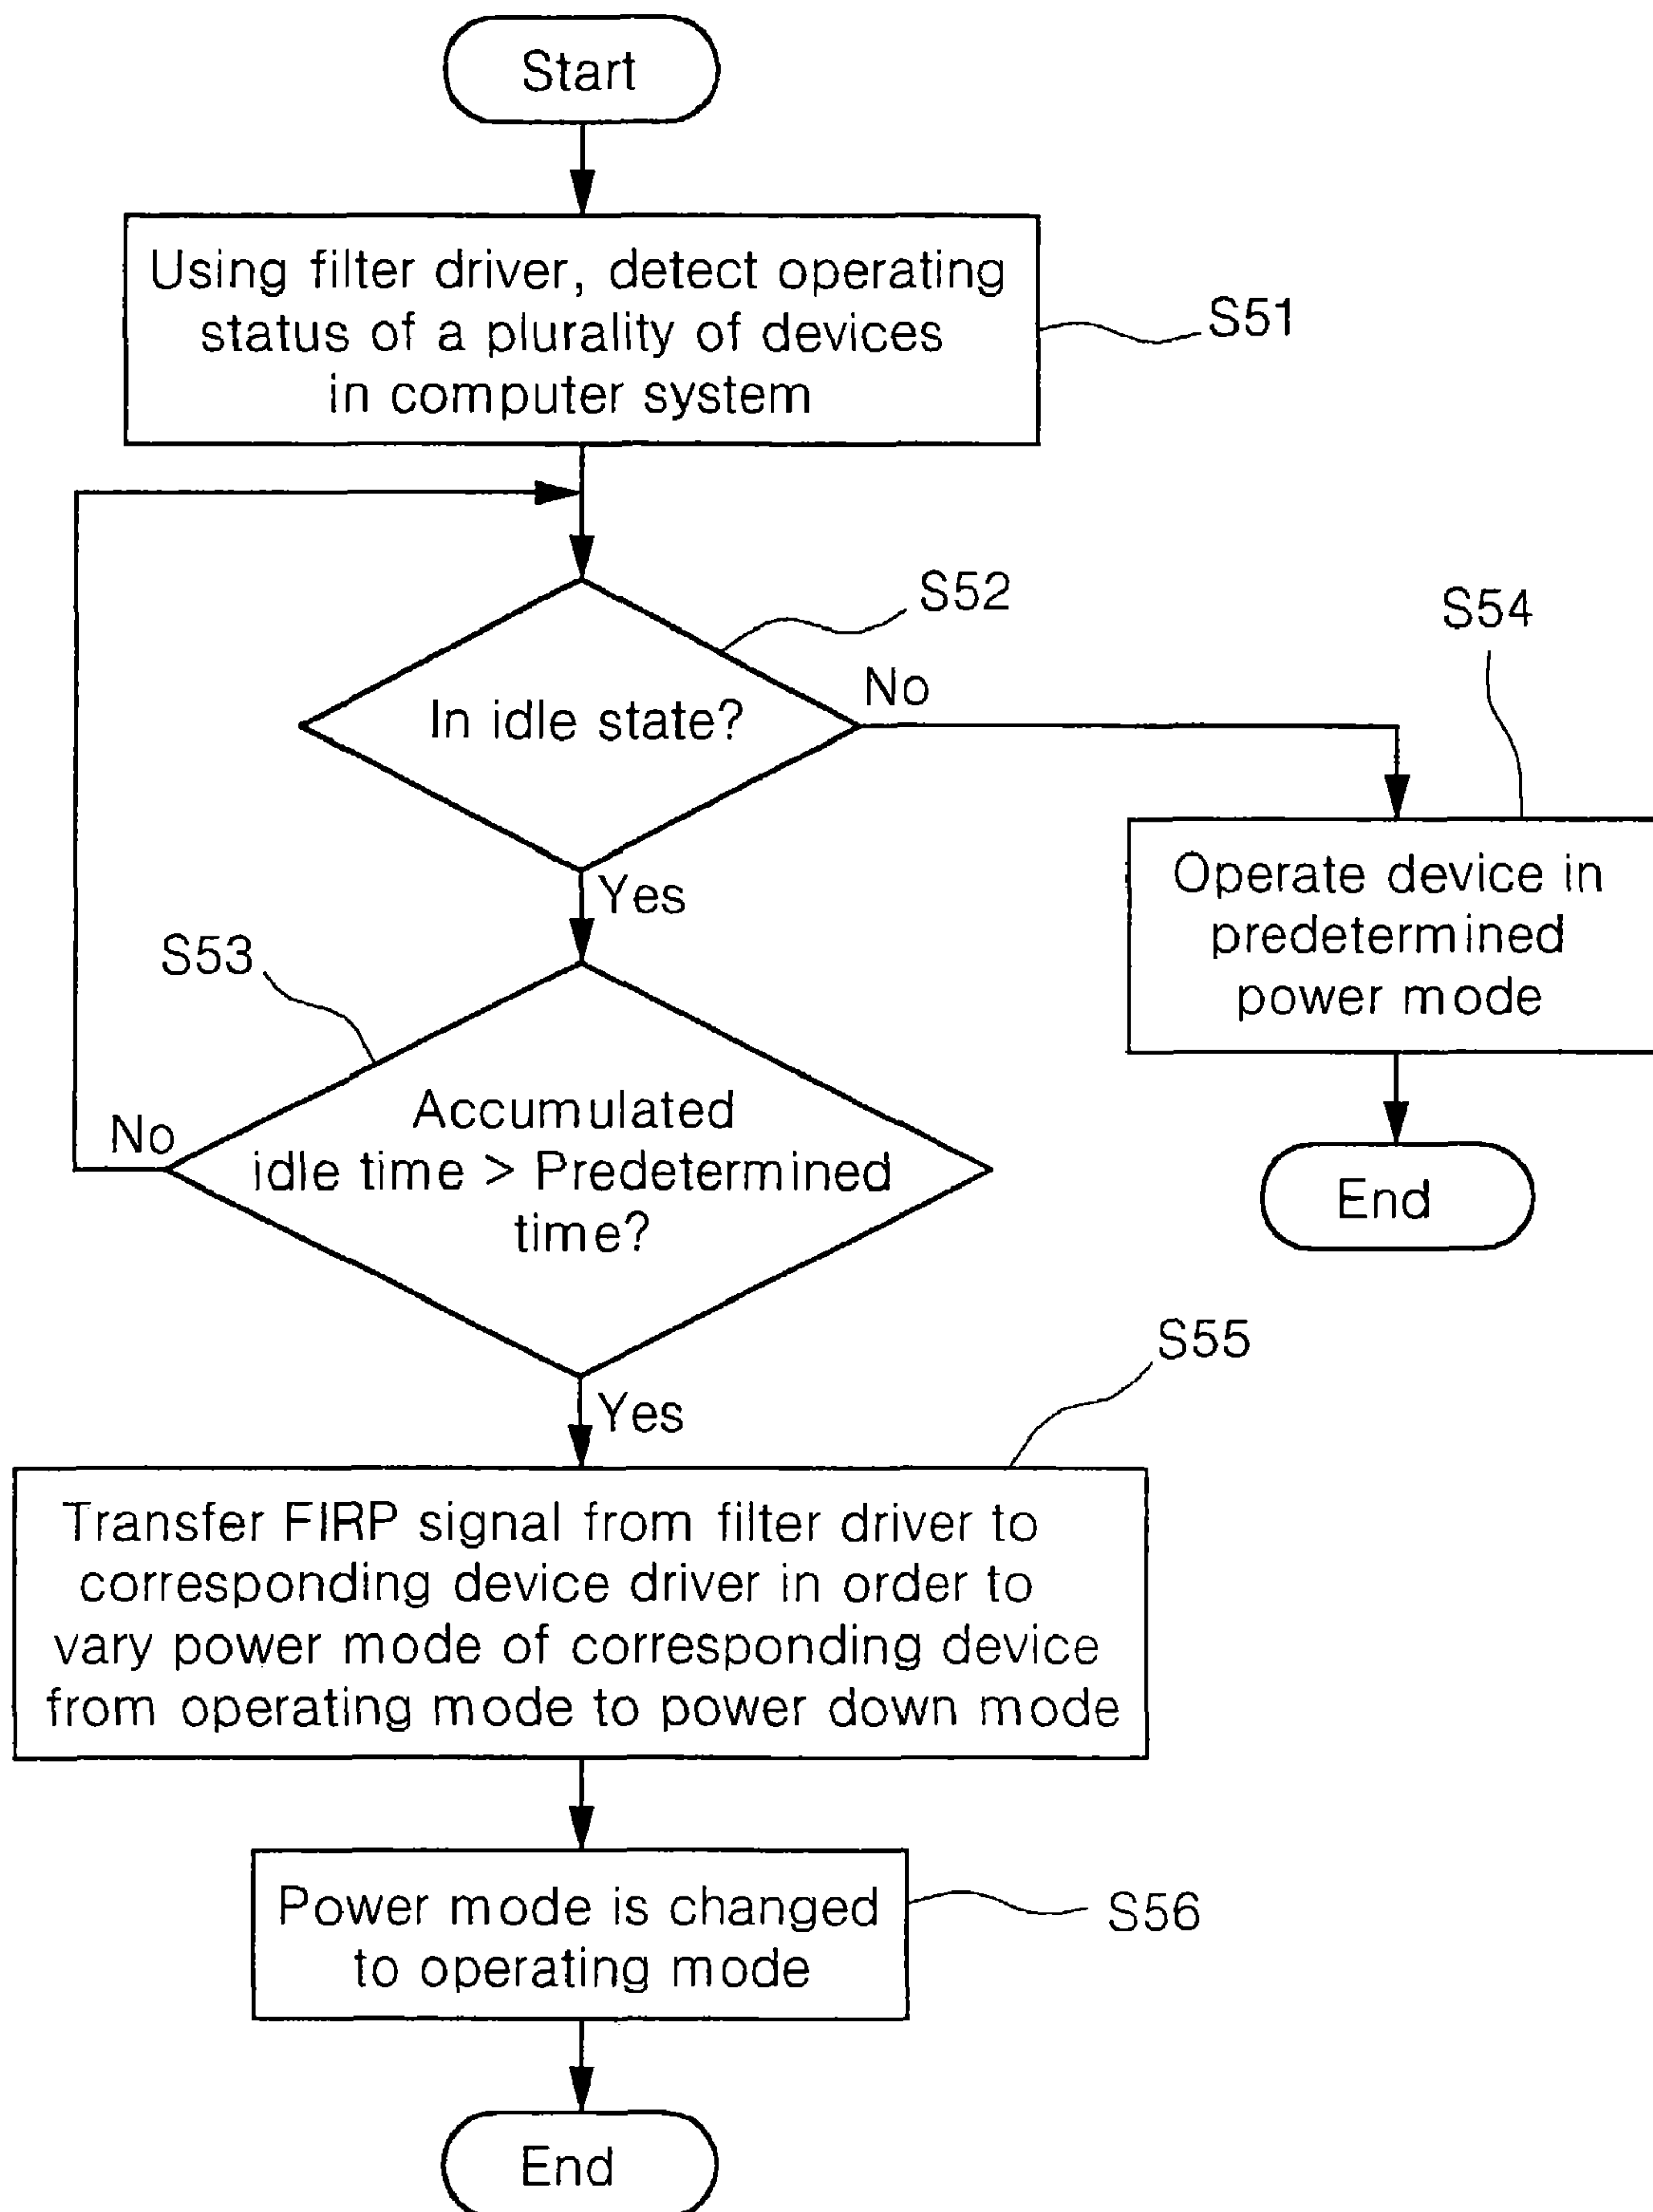 Start
Using filter driver, detect operating
status of a plurality of devices
in computer system
S51
S52
S54
In idle state?
No
Yes
Operate device in
predetermined
power mode
S53
No
Accumulated
idle time > Predetermined
time?
End
Yes
S55
Transfer FIRP signal from filter driver to
corresponding device driver in order to
vary power mode of corresponding device
from operating mode to power down mode
Power mode is changed
to operating mode
S56
End